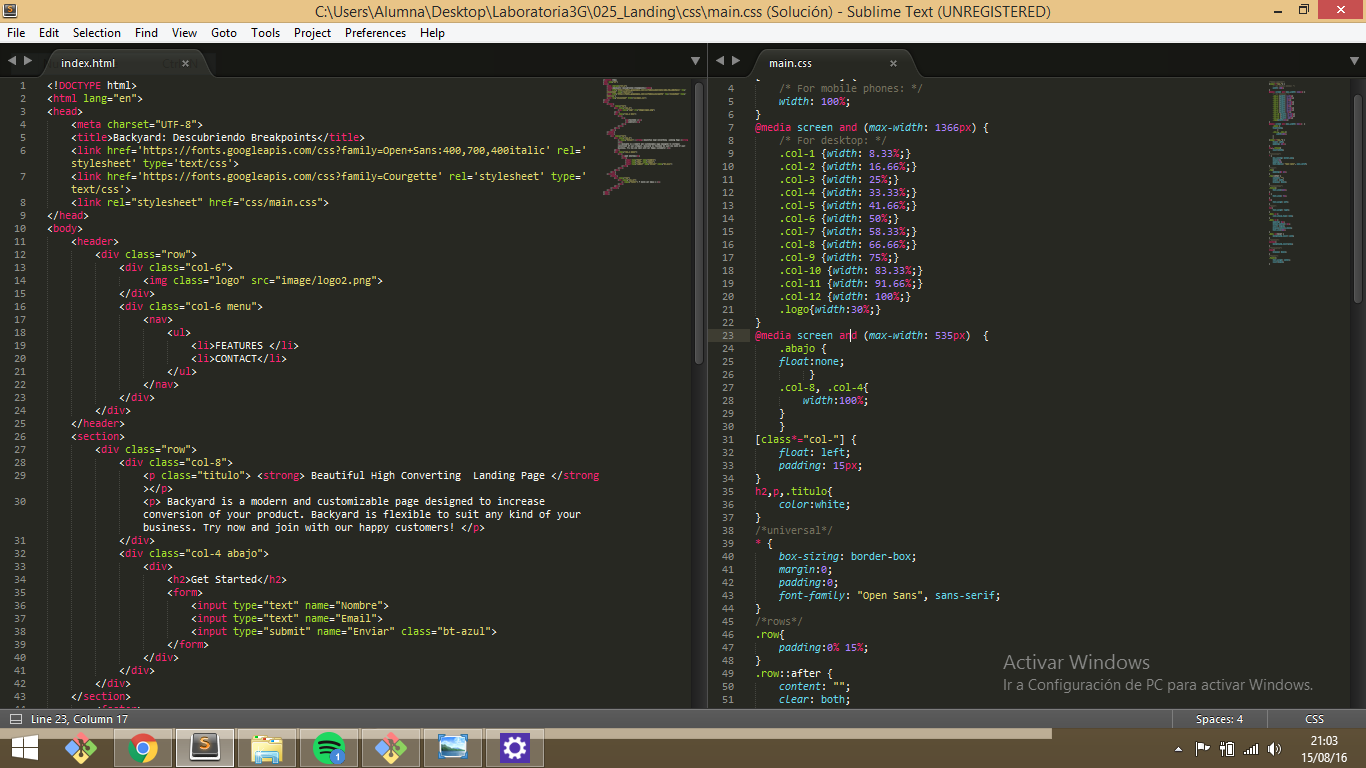 C:\Users\Alumna\Desktop\Laboratoria3G\025_Landing\css\main.css (Solución) - Sublime Text (UNREGISTERED)
File Edit Selection Find View Goto Tools Project Preferences Help
index.html
1 <!DOCTYPE html>
2 <html lang="en">
3 <head>
4 <meta charset="UTF-8">
5 <title>Backyard: Descubriendo Breakpoints</title>
6 <link href='https://fonts.googleapis.com/css?family=Open+Sans:400,700,400italic' rel='
stylesheet' type='text/css'>
7 <link href='https://fonts.googleapis.com/css?family=Courgette' rel='stylesheet' type='
text/css'>
8 <link rel="stylesheet" href="css/main.css">
9 </head>
10 <body>
11 <header>
12 <div class="row">
13 <div class="col-6">
14 <img class="logo" src="image/logo2.png">
15 </div>
16 <div class="col-6 menu">
17 <nav>
18 <ul>
19 <li>FEATURES </li>
20 <li>CONTACT</li>
21 </ul>
22 </nav>
23 </div>
24 </div>
25 </header>
26 <section>
27 <div class="row">
28 <div class="col-8">
29 <p class="titulo"> <strong> Beautiful High Converting  Landing Page </strong
></p>
30 <p> Backyard is a modern and customizable page designed to increase
conversion of your product. Backyard is flexible to suit any kind of your
business. Try now and join with our happy customers! </p>
31 </div>
32 <div class="col-4 abajo">
33 <div>
34 <h2>Get Started</h2>
35 <form>
36 <input type="text" name="Nombre">
37 <input type="text" name="Email">
38 <input type="submit" name="Enviar" class="bt-azul">
39 </form>
40 </div>
41 </div>
42 </div>
43 </section>
main.css
4 /* For mobile phones: */
5 width: 100%;
6 }
7 @media screen and (max-width: 1366px) {
8 /* For desktop: */
9 .col-1 {width: 8.33%;}
10 .col-2 {width: 16.66%;}
11 .col-3 {width: 25%;}
12 .col-4 {width: 33.33%;}
13 .col-5 {width: 41.66%;}
14 .col-6 {width: 50%;}
15 .col-7 {width: 58.33%;}
16 .col-8 {width: 66.66%;}
17 .col-9 {width: 75%;}
18 .col-10 {width: 83.33%;}
19 .col-11 {width: 91.66%;}
20 .col-12 {width: 100%;}
21 .logo{width:30%;}
22 }
23 @media screen and (max-width: 535px)  {
24 .abajo {
25 float:none;
26 }
27 .col-8, .col-4{
28 width:100%;
29 }
30 }
31 [class*="col-"] {
32 float: left;
33 padding: 15px;
34 }
35 h2,p,.titulo{
36 color:white;
37 }
38 /*universal*/
39 * {
40 box-sizing: border-box;
41 margin:0;
42 padding:0;
43 font-family: "Open Sans", sans-serif;
44 }
45 /*rows*/
46 .row{
47 padding:0% 15%;
48 }
49 .row::after {
50 content: "";
51 clear: both;
Activar Windows
Ir a Configuración de PC para activar Windows.
Line 23, Column 17
Spaces: 4
CSS
1
21:03
15/08/16